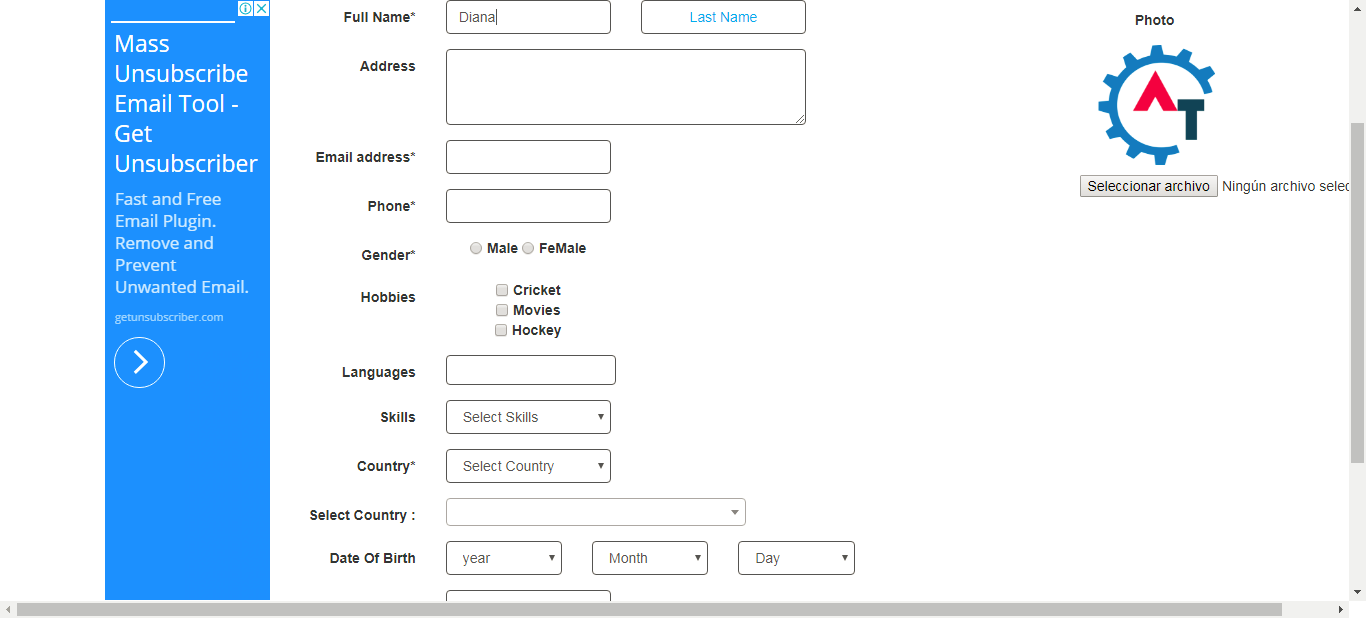 Mass
Unsubscribe
Email Tool -
Get
Unsubscriber
Fast and Free
Email Plugin.
Remove and
Prevent
Unwanted Email.
getunsubscriber.com
Full Name* Diana Last Name
Address
Email address*
Phone*
Gender* Male FeMale
Hobbies Cricket
Movies
Hockey
Languages
Skills Select Skills
Country* Select Country
Select Country :
Date Of Birth year Month Day
Photo
AT
Seleccionar archivo Ningún archivo selec